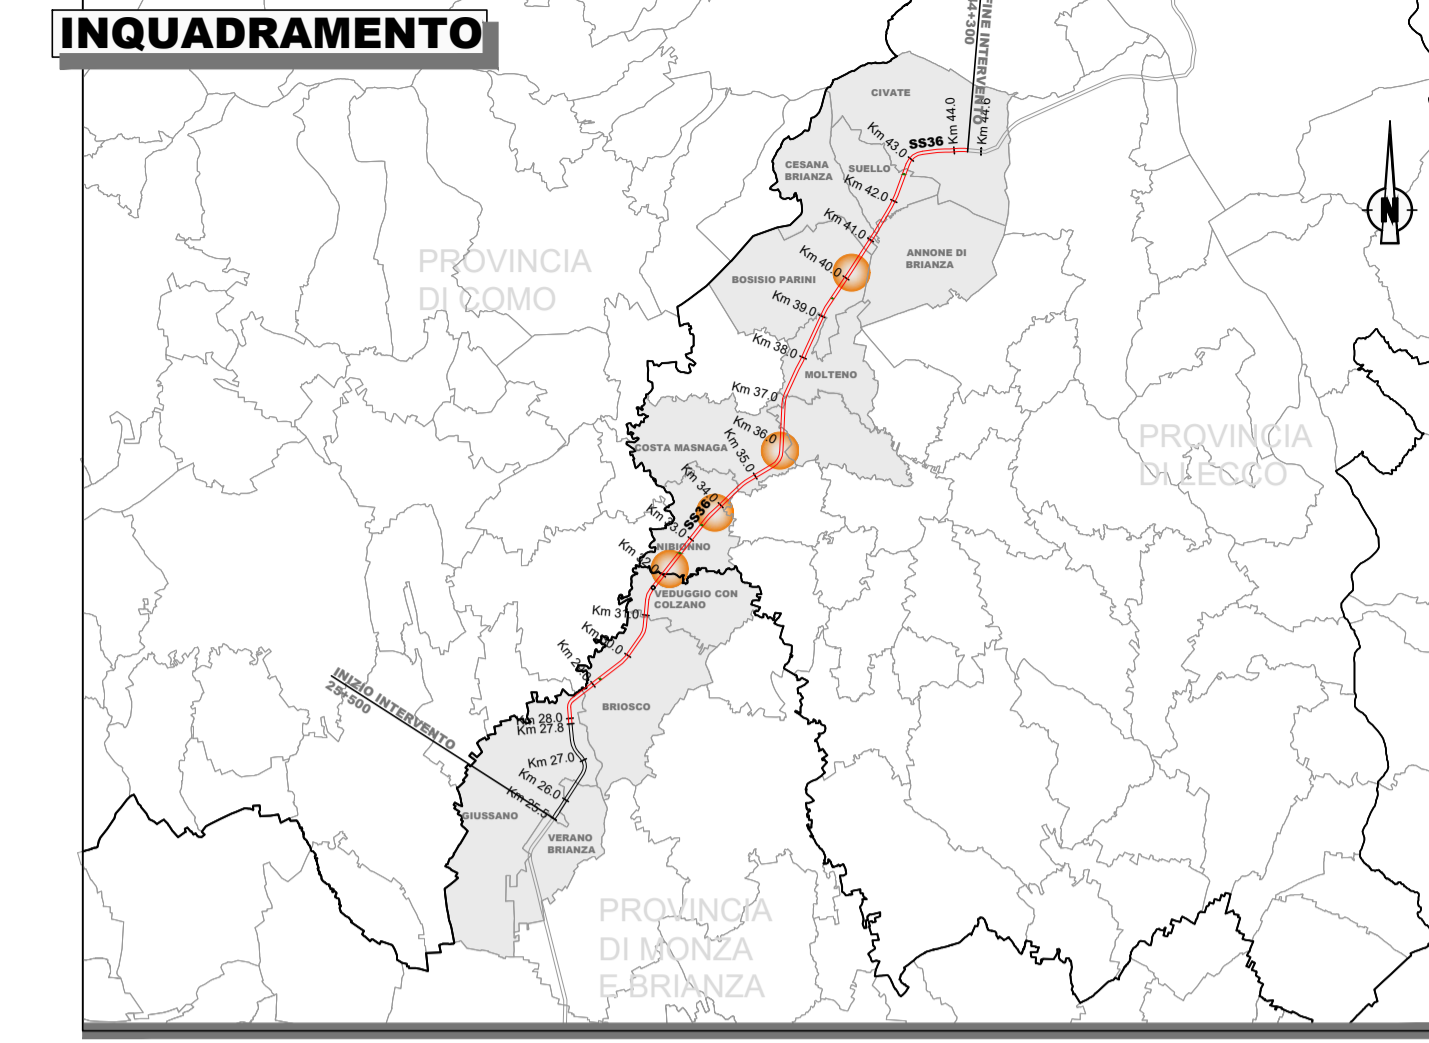 INQUADRAMENTO
FINE INTERVENTO
4+300
CIVATE
Km 44.0
Km 44.6
SS36
Km 43.0
CESANA
BRIANZA
SUELLO
Km 42.0
Km 41.0
N
PROVINCIA
DI COMO
ANNONE DI
BRIANZA
Km 40.0
BOSISIO PARINI
Km 39.0
Km 38.0
MOLTENO
Km 37.0
Km 36.0
COSTA MASNAGA
Km 35.0
PROVINCIA
DI LECCO
Km 34.0
SS36
Km 33.0
NIBIONNO
Km 32.0
VEDUGGIO CON
COLZANO
Km 31.0
Km 30.0
INIZIO INTERVENTO
25+500
BRIOSCO
Km 28.0
Km 27.8
Km 27.0
Km 26.0
Km 25.5
GIUSSANO
VERANO
BRIANZA
PROVINCIA
DI MONZA
E BRIANZA